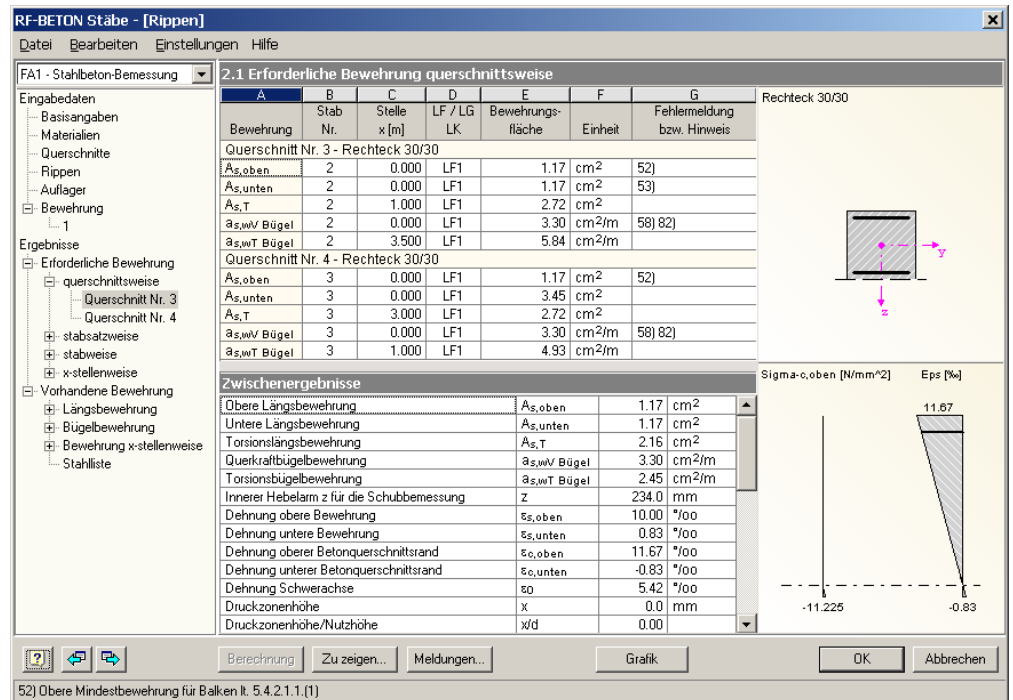 RF-BETON Stäbe - [Rippen]
Datei Bearbeiten Einstellungen Hilfe
FA1 - Stahlbeton-Bemessung
Eingabedaten
Basisangaben
Materialien
Querschnitte
Rippen
Auflager
Bewehrung
1
Ergebnisse
Erforderliche Bewehrung
querschnittsweise
Querschnitt Nr. 3
Querschnitt Nr. 4
stabsatzweise
stabweise
x-stellenweise
Vorhandene Bewehrung
Längsbewehrung
Bügelbewehrung
Bewehrung x-stellenweise
Stahlliste
2.1 Erforderliche Bewehrung querschnittsweise
A B C D E F G
Stab Stelle LF / LG Bewehrungs- Fehlermeldung
Bewehrung Nr. x [m] LK fläche Einheit bzw. Hinweis
Querschnitt Nr. 3 - Rechteck 30/30
As,oben 2 0.000 LF1 1.17 cm2 52)
As,unten 2 0.000 LF1 1.17 cm2 53)
As,T 2 1.000 LF1 2.72 cm2
as,wV Bügel 2 0.000 LF1 3.30 cm2/m 58) 82)
as,wT Bügel 2 3.500 LF1 5.84 cm2/m
Querschnitt Nr. 4 - Rechteck 30/30
As,oben 3 0.000 LF1 1.17 cm2 52)
As,unten 3 0.000 LF1 3.45 cm2
As,T 3 3.000 LF1 2.72 cm2
as,wV Bügel 3 0.000 LF1 3.30 cm2/m 58) 82)
as,wT Bügel 3 1.000 LF1 4.93 cm2/m
Rechteck 30/30
y
z
Zwischenergebnisse
Obere Längsbewehrung As,oben 1.17 cm2
Untere Längsbewehrung As,unten 1.17 cm2
Torsionslängsbewehrung As,T 2.16 cm2
Querkraftbügelbewehrung as,wV Bügel 3.30 cm2/m
Torsionsbügelbewehrung as,wT Bügel 2.45 cm2/m
Innerer Hebelarm z für die Schubbemessung z 234.0 mm
Dehnung obere Bewehrung εs,oben 10.00 °/oo
Dehnung untere Bewehrung εs,unten 0.83 °/oo
Dehnung oberer Betonquerschnittsrand εc,oben 11.67 °/oo
Dehnung unterer Betonquerschnittsrand εc,unten -0.83 °/oo
Dehnung Schwerachse ε0 5.42 °/oo
Druckzonenhöhe x 0.0 mm
Druckzonenhöhe/Nutzhöhe x/d 0.00
Sigma-c,oben [N/mm^2] Eps [‰]
11.67
-11.225 -0.83
Berechnung Zu zeigen... Meldungen... Grafik OK Abbrechen
52) Obere Mindestbewehrung für Balken lt. 5.4.2.1.1.(1)